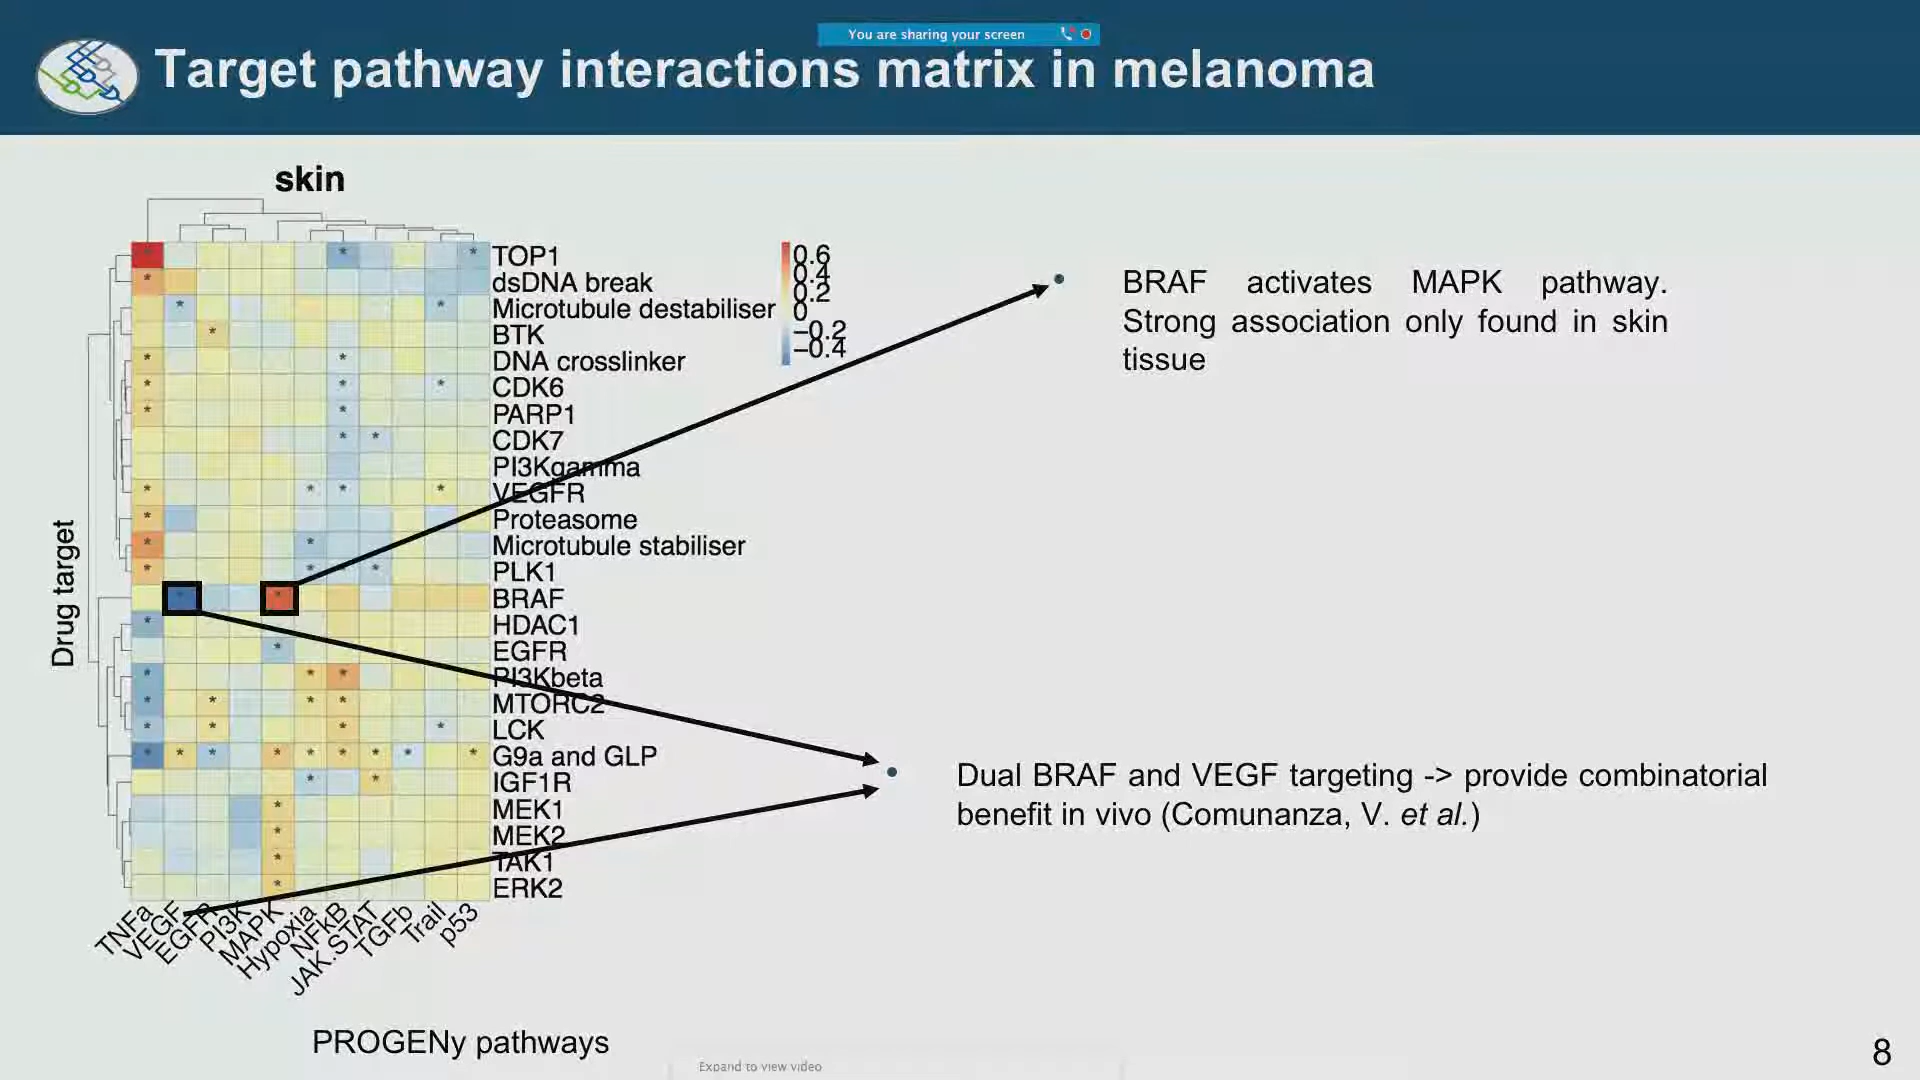 You are sharing your screen
Target pathway interactions matrix in melanoma
skin
TOP1
dsDNA break
Microtubule destabiliser
BTK
DNA crosslinker
CDK6
PARP1
CDK7
PI3Kgamma
VEGFR
Proteasome
Microtubule stabiliser
PLK1
BRAF
HDAC1
EGFR
PI3Kbeta
MTORC2
LCK
G9a and GLP
IGF1R
MEK1
MEK2
TAK1
ERK2
0.6
0.4
0.2
0
−0.2
−0.4
Drug target
TNFa
VEGF
EGFR
PI3K
MAPK
Hypoxia
NFkB
JAK.STAT
TGFb
Trail
p53
PROGENy pathways
• BRAF activates MAPK pathway.
Strong association only found in skin
tissue
• Dual BRAF and VEGF targeting -> provide combinatorial
benefit in vivo (Comunanza, V. et al.)
Expand to view video
8